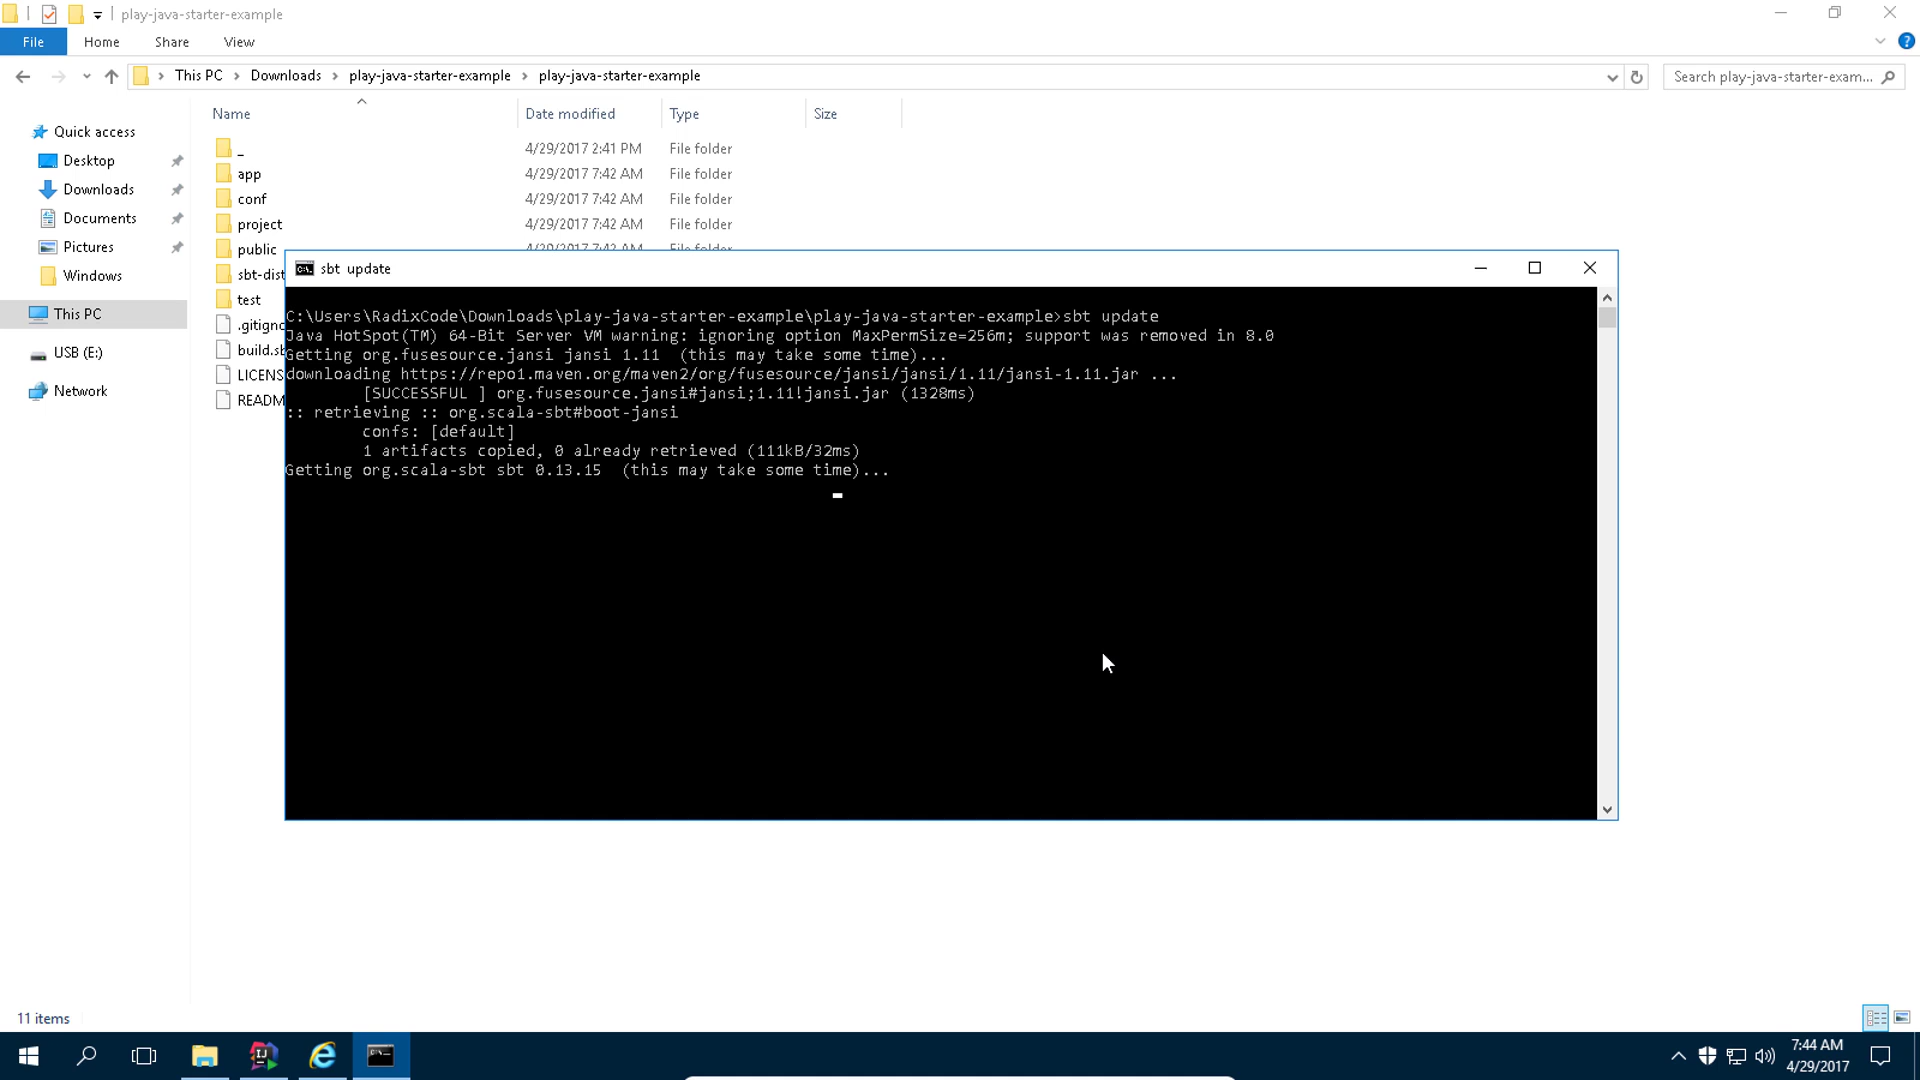 play-java-starter-example
File Home Share View
This PC Downloads play-java-starter-example play-java-starter-example
Search play-java-starter-exam...
Name Date modified Type Size
Quick access
Desktop
Downloads
Documents
Pictures
Windows
This PC
USB (E:)
Network
_ 4/29/2017 2:41 PM File folder
app 4/29/2017 7:42 AM File folder
conf 4/29/2017 7:42 AM File folder
project 4/29/2017 7:42 AM File folder
public 4/29/2017 7:42 AM File folder
sbt-dist
test
.gitigno
build.sb
LICENS
READM
sbt update
C:\Users\RadixCode\Downloads\play-java-starter-example\play-java-starter-example>sbt update
Java HotSpot(TM) 64-Bit Server VM warning: ignoring option MaxPermSize=256m; support was removed in 8.0
Getting org.fusesource.jansi jansi 1.11 (this may take some time)...
downloading https://repo1.maven.org/maven2/org/fusesource/jansi/jansi/1.11/jansi-1.11.jar ...
[SUCCESSFUL ] org.fusesource.jansi#jansi;1.11!jansi.jar (1328ms)
:: retrieving :: org.scala-sbt#boot-jansi
confs: [default]
1 artifacts copied, 0 already retrieved (111kB/32ms)
Getting org.scala-sbt sbt 0.13.15 (this may take some time)...
11 items
7:44 AM
4/29/2017